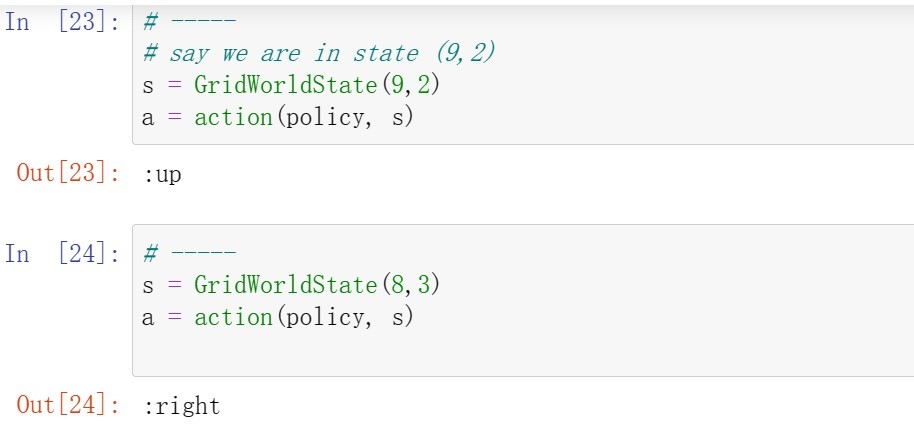 In [23]: # -----
# say we are in state (9,2)
s = GridWorldState(9,2)
a = action(policy, s)
Out[23]: :up
In [24]: # -----
s = GridWorldState(8,3)
a = action(policy, s)
Out[24]: :right